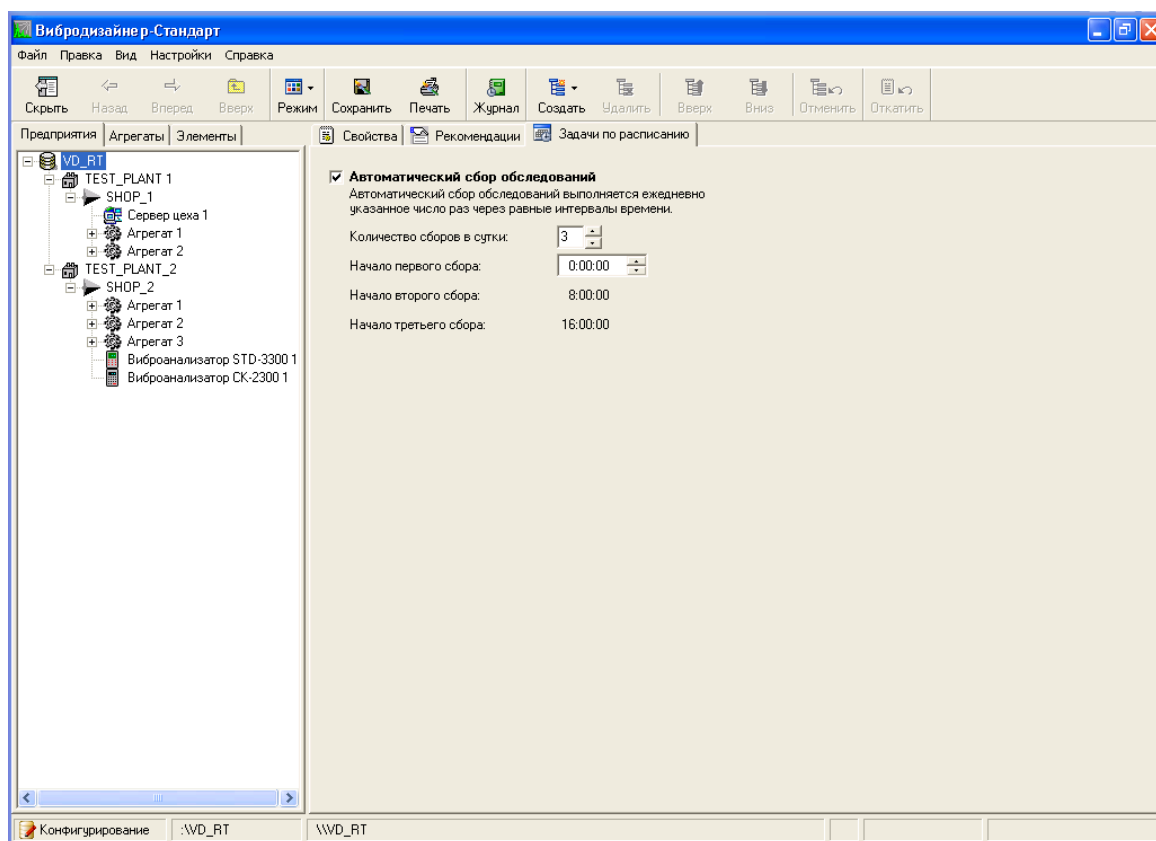 Вибродизайнер-Стандарт
Файл Правка Вид Настройки Справка
Скрыть Назад Вперед Вверх Режим Сохранить Печать Журнал Создать Удалить Вверх Вниз Отменить Откатить
Предприятия Агрегаты Элементы
Свойства Рекомендации Задачи по расписанию
VD_RT
TEST_PLANT 1
SHOP_1
Сервер цеха 1
Агрегат 1
Агрегат 2
TEST_PLANT_2
SHOP_2
Агрегат 1
Агрегат 2
Агрегат 3
Виброанализатор STD-3300 1
Виброанализатор СК-2300 1
Автоматический сбор обследований
Автоматический сбор обследований выполняется ежедневно
указанное число раз через равные интервалы времени.
Количество сборов в сутки: 3
Начало первого сбора: 0:00:00
Начало второго сбора: 8:00:00
Начало третьего сбора: 16:00:00
Конфигурирование :\VD_RT \\VD_RT